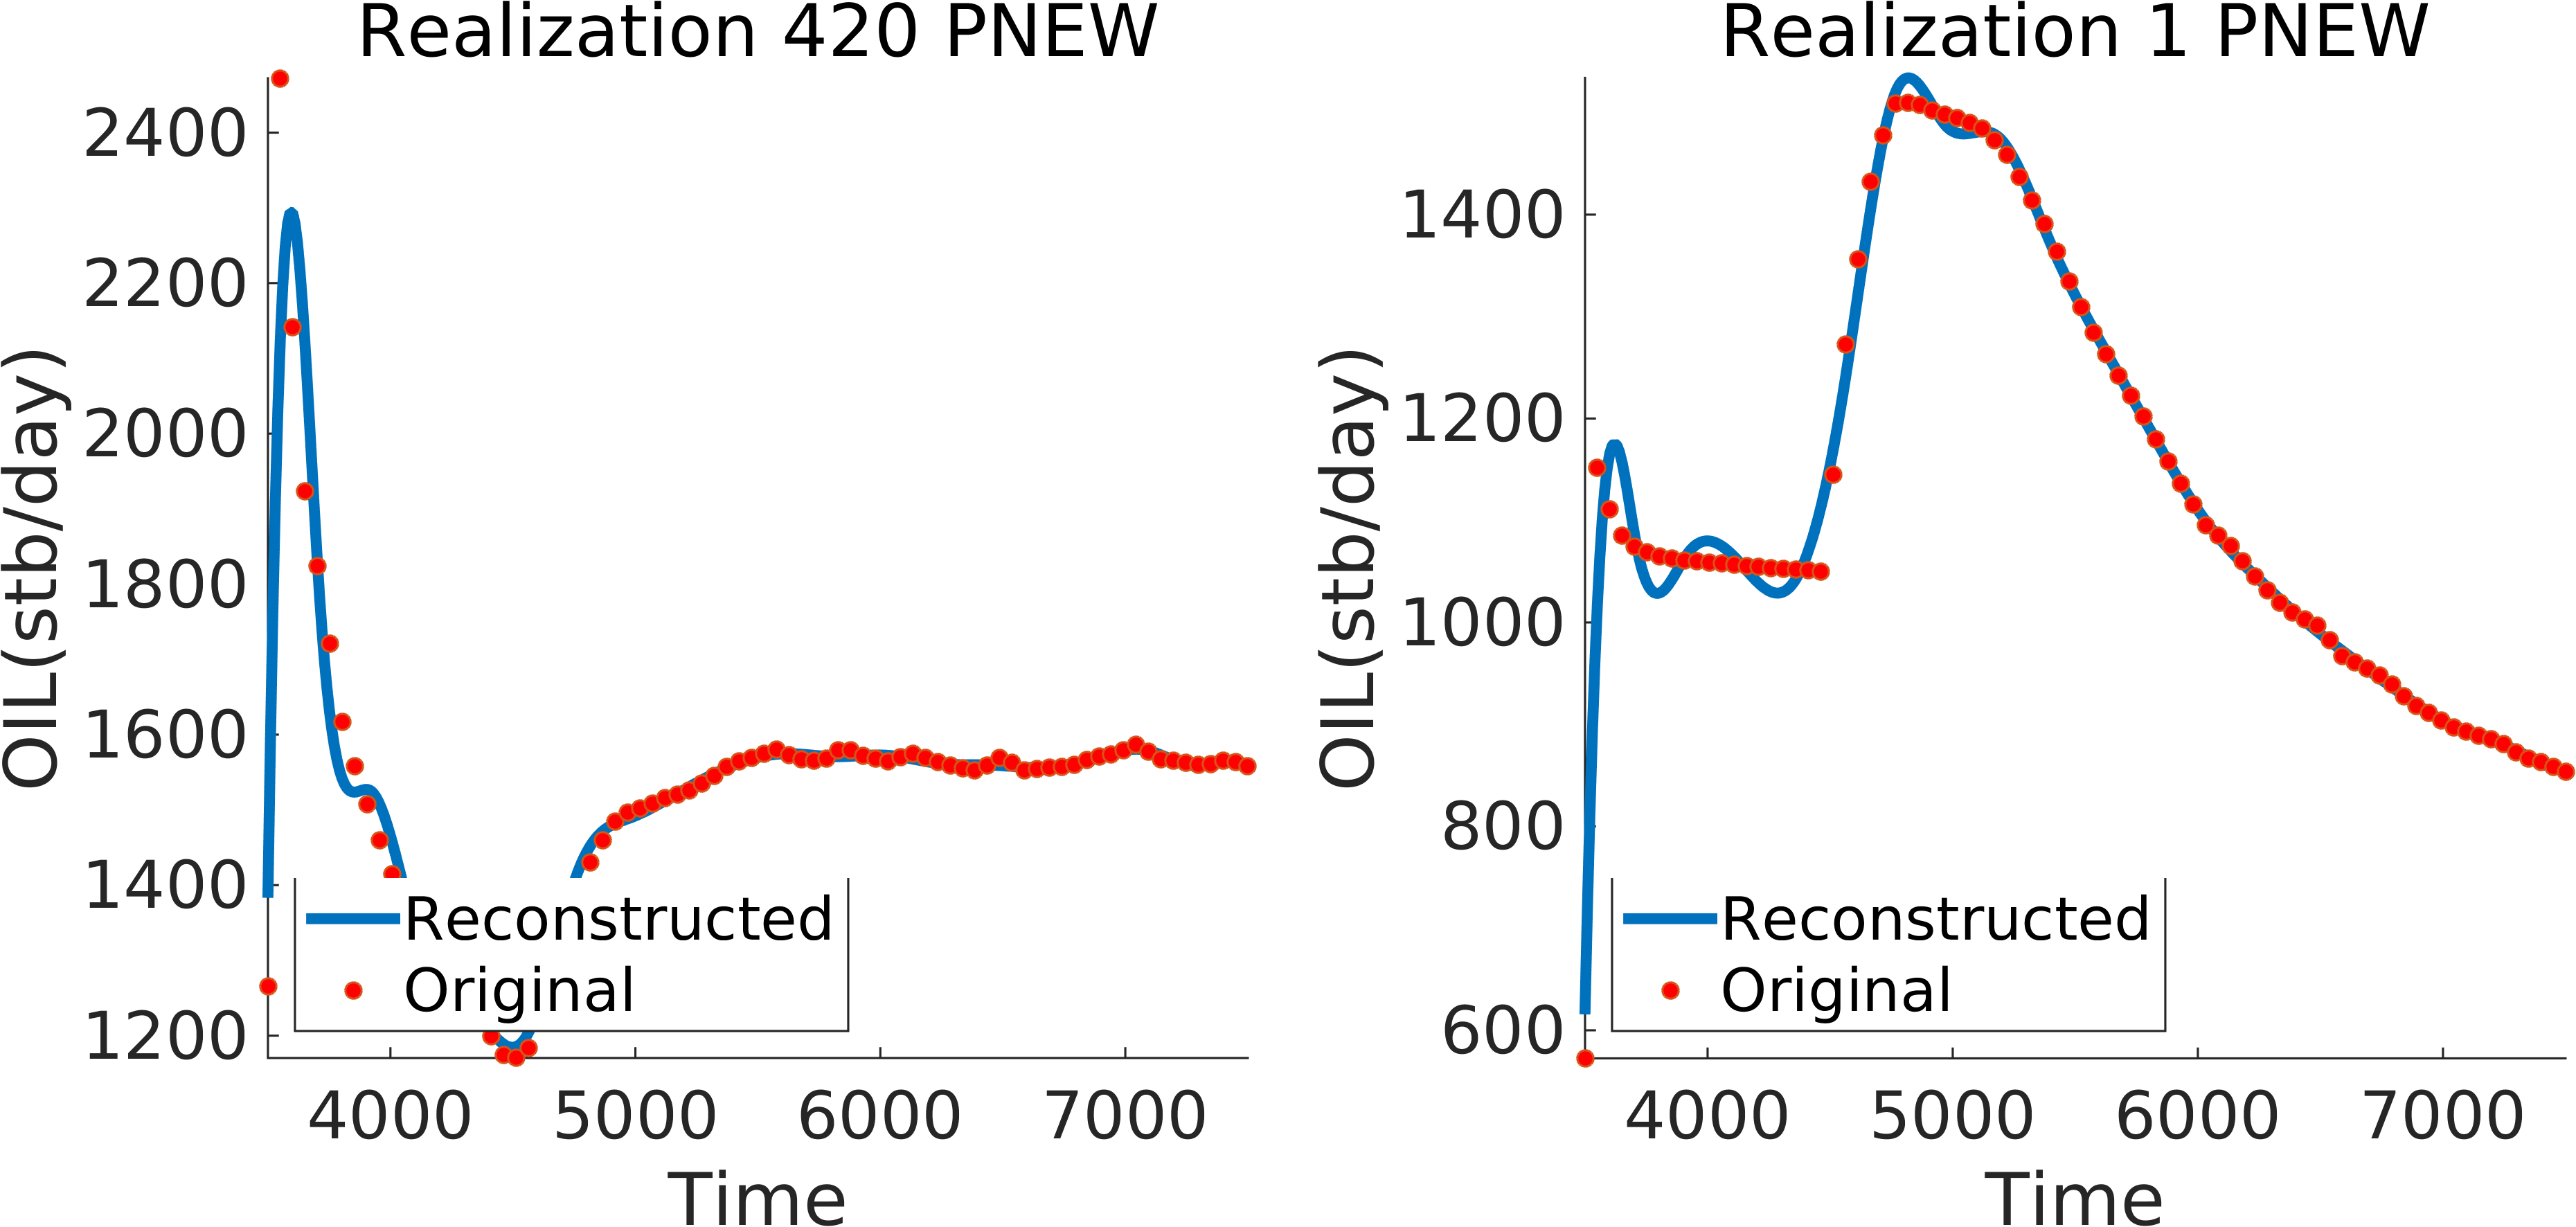 Realization 420 PNEW
OIL(stb/day)
2400
2200
2000
1800
1600
1400
1200
Reconstructed
Original
4000 5000 6000 7000
Time
Realization 1 PNEW
OIL(stb/day)
1400
1200
1000
800
600
Reconstructed
Original
4000 5000 6000 7000
Time